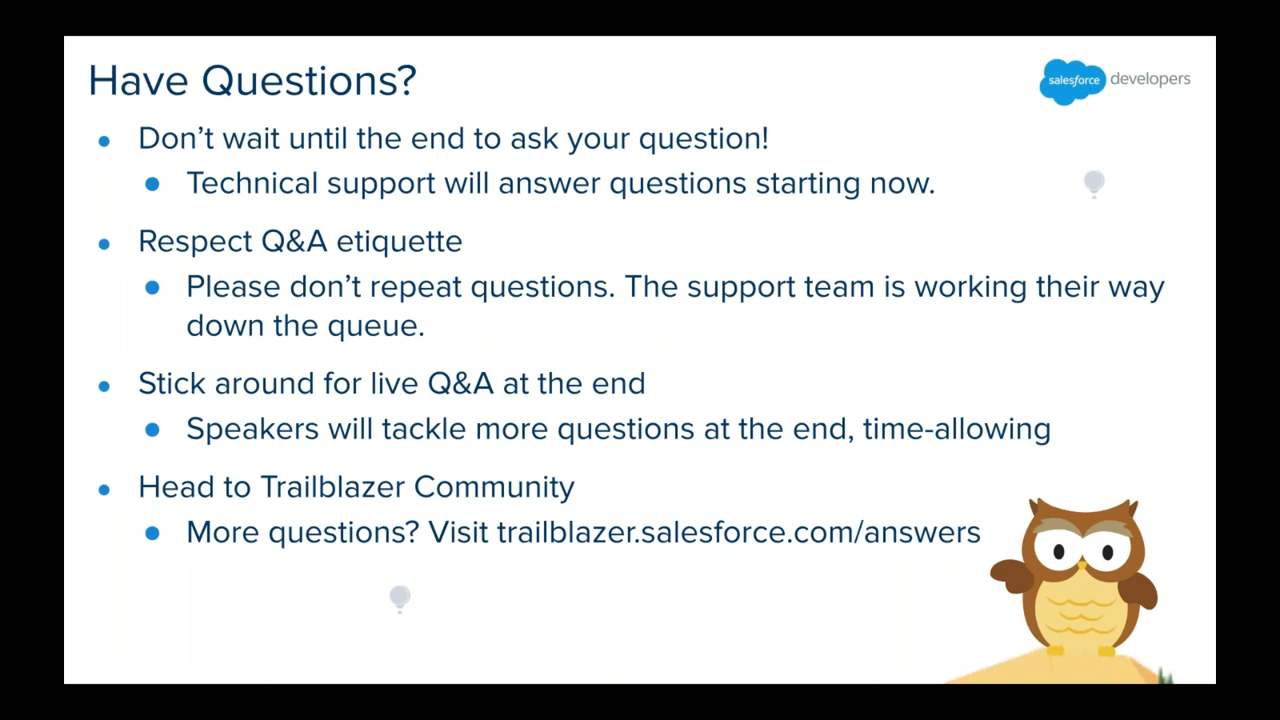 Have Questions?
salesforce developers
Don't wait until the end to ask your question!
Technical support will answer questions starting now.
Respect Q&A etiquette
Please don't repeat questions. The support team is working their way
down the queue.
Stick around for live Q&A at the end
Speakers will tackle more questions at the end, time-allowing
Head to Trailblazer Community
More questions? Visit trailblazer.salesforce.com/answers